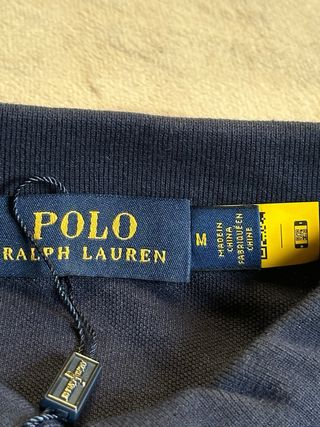 POLO
RALPH LAUREN
M
MADE IN
CHINA
FABRIQUÉ EN
CHINE